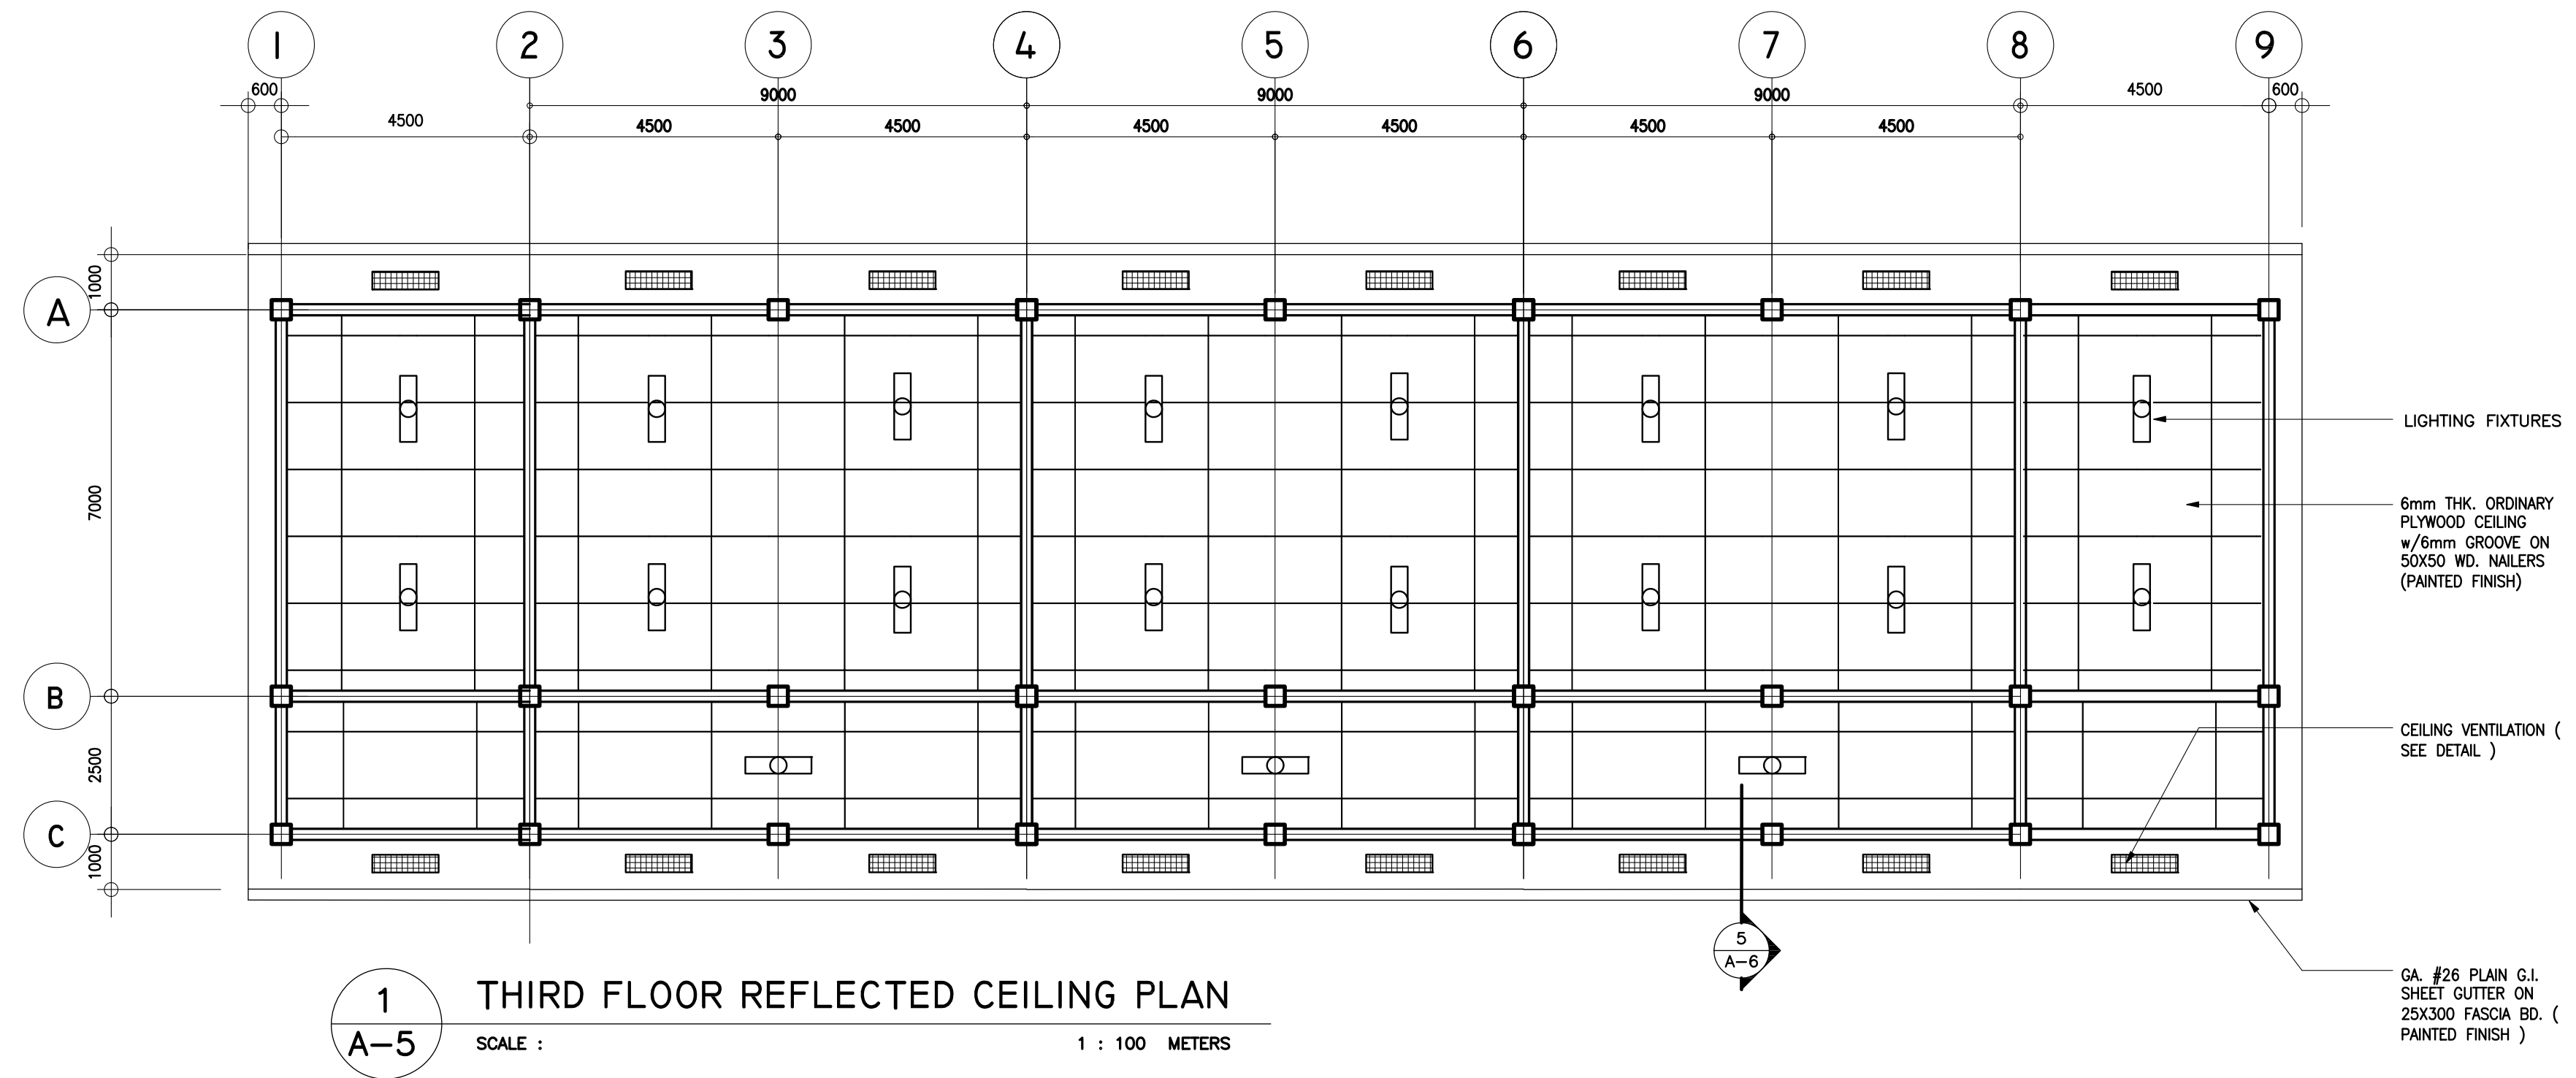 1 2 3 4 5 6 7 8 9
600 9000 9000 9000 4500 600
4500 4500 4500 4500 4500 4500 4500
1000
A
7000
B
2500
C
1000
LIGHTING FIXTURES
6mm THK. ORDINARY
PLYWOOD CEILING
w/6mm GROOVE ON
50X50 WD. NAILERS
(PAINTED FINISH)
CEILING VENTILATION (
SEE DETAIL )
5
A-6
GA. #26 PLAIN G.I.
SHEET GUTTER ON
25X300 FASCIA BD. (
PAINTED FINISH )
1
A-5
THIRD FLOOR REFLECTED CEILING PLAN
SCALE : 1 : 100 METERS